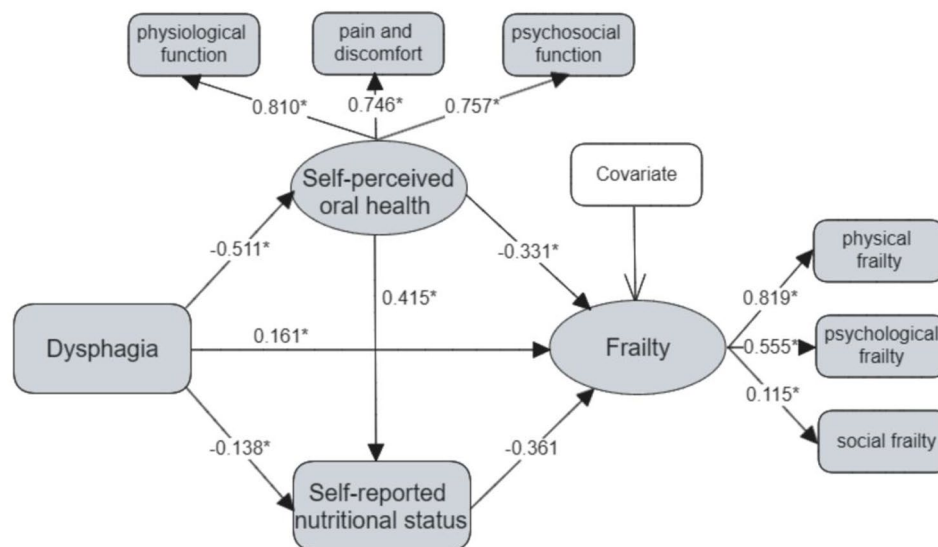 physiological
function
pain and
discomfort
psychosocial
function
0.810*
0.746*
0.757*
Self-perceived
oral health
Covariate
-0.511*
-0.331*
0.415*
physical
frailty
0.819*
Dysphagia
0.161*
Frailty
0.555*
psychological
frailty
0.115*
-0.138*
-0.361
social frailty
Self-reported
nutritional status